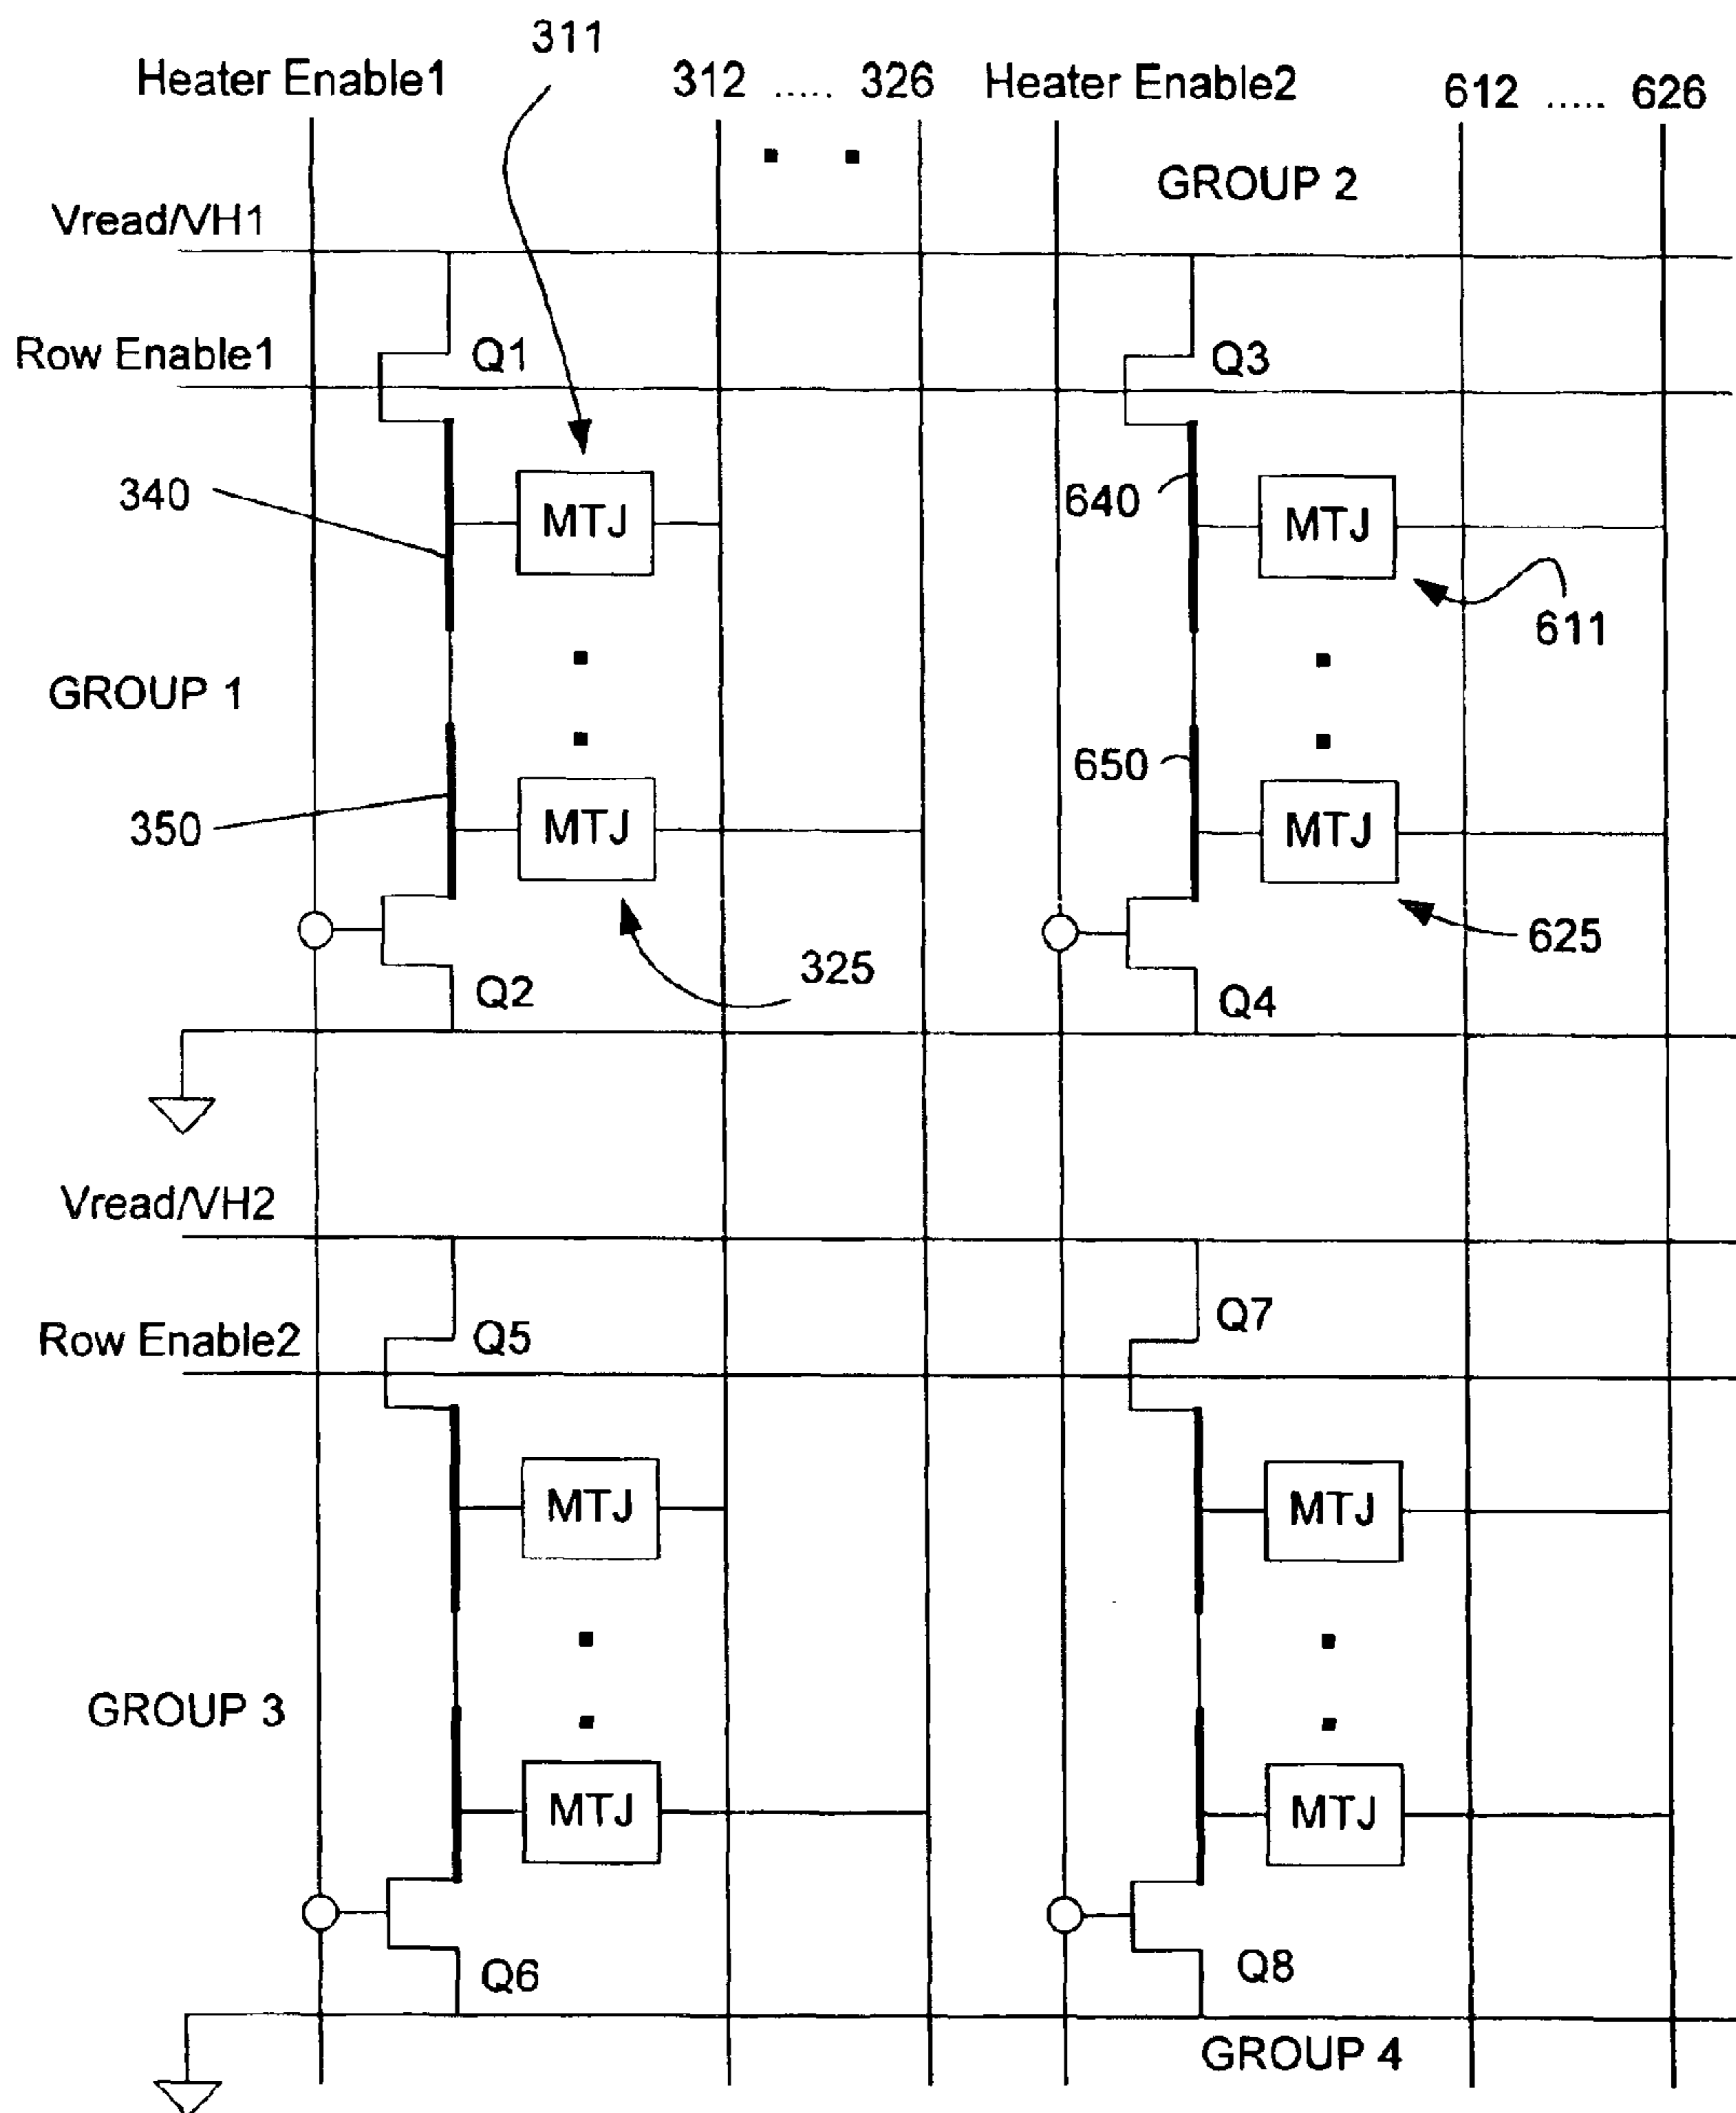 311
Heater Enable1
312 ..... 326
Heater Enable2
612 ..... 626
GROUP 2
Vread/VH1
Row Enable1
Q1
Q3
340
MTJ
640
MTJ
611
GROUP 1
650
350
MTJ
MTJ
325
625
Q2
Q4
Vread/VH2
Row Enable2
Q5
Q7
MTJ
MTJ
GROUP 3
MTJ
MTJ
Q6
Q8
GROUP 4